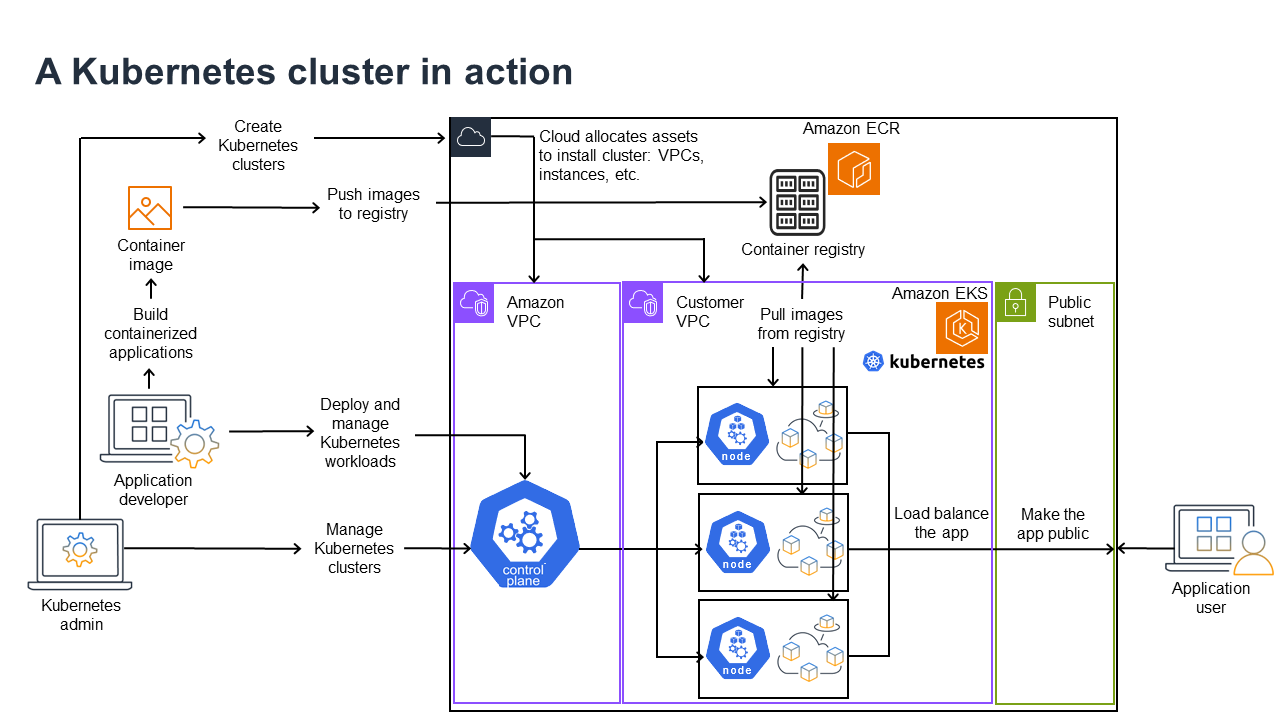 A Kubernetes cluster in action
Create
Kubernetes
clusters
Cloud allocates assets
to install cluster: VPCs,
instances, etc.
Amazon ECR
Push images
to registry
Container
image
Container registry
Build
containerized
applications
Amazon
VPC
Customer
VPC
Amazon EKS
Public
subnet
Pull images
from registry
kubernetes
Deploy and
manage
Kubernetes
workloads
Application
developer
node
Manage
Kubernetes
clusters
control
plane
node
Load balance
the app
Make the
app public
Kubernetes
admin
Application
user
node